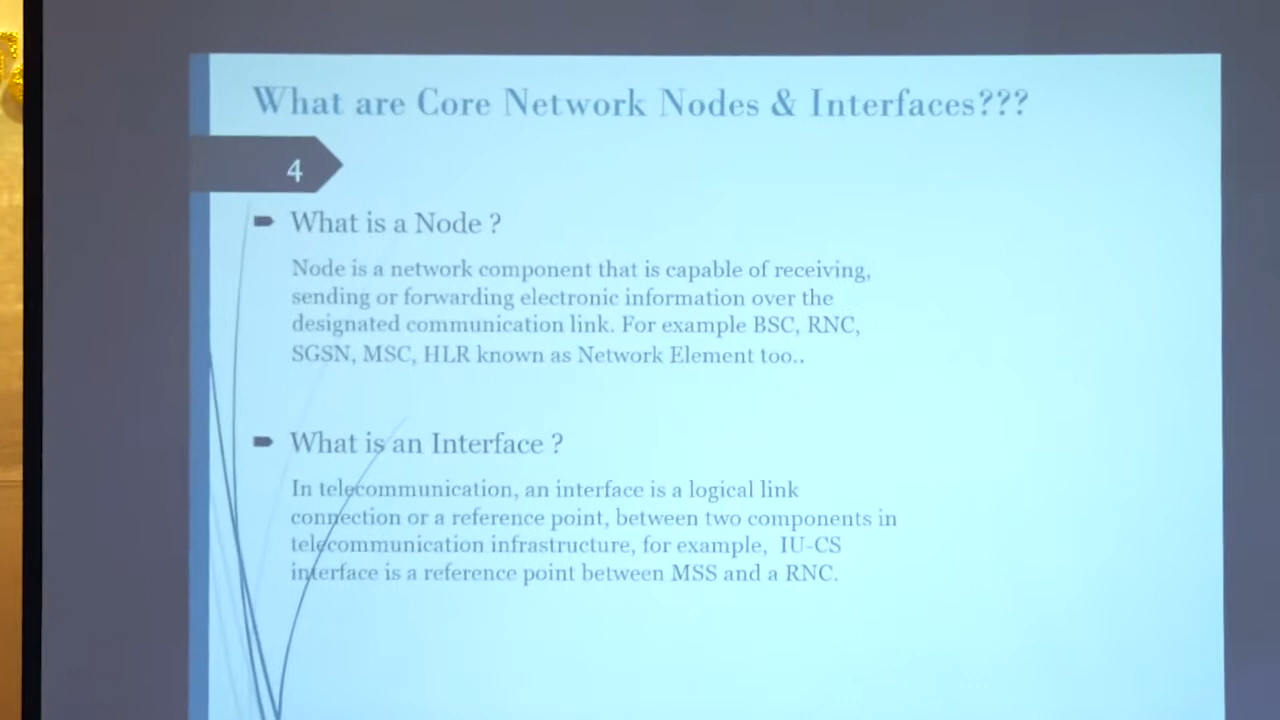 What are Core Network Nodes & Interfaces???
4
What is a Node ?
Node is a network component that is capable of receiving,
sending or forwarding electronic information over the
designated communication link. For example BSC, RNC,
SGSN, MSC, HLR known as Network Element too..
What is an Interface ?
In telecommunication, an interface is a logical link
connection or a reference point, between two components in
telecommunication infrastructure, for example,  IU-CS
interface is a reference point between MSS and a RNC.